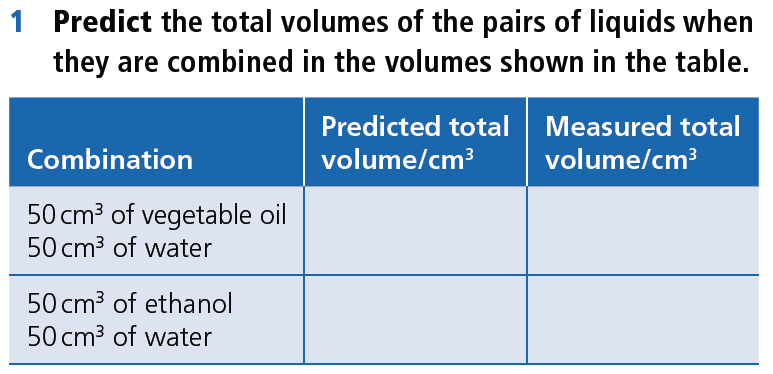 1 Predict the total volumes of the pairs of liquids when
they are combined in the volumes shown in the table.
Combination
Predicted total
volume/cm³
Measured total
volume/cm³
50 cm³ of vegetable oil
50 cm³ of water
50 cm³ of ethanol
50 cm³ of water